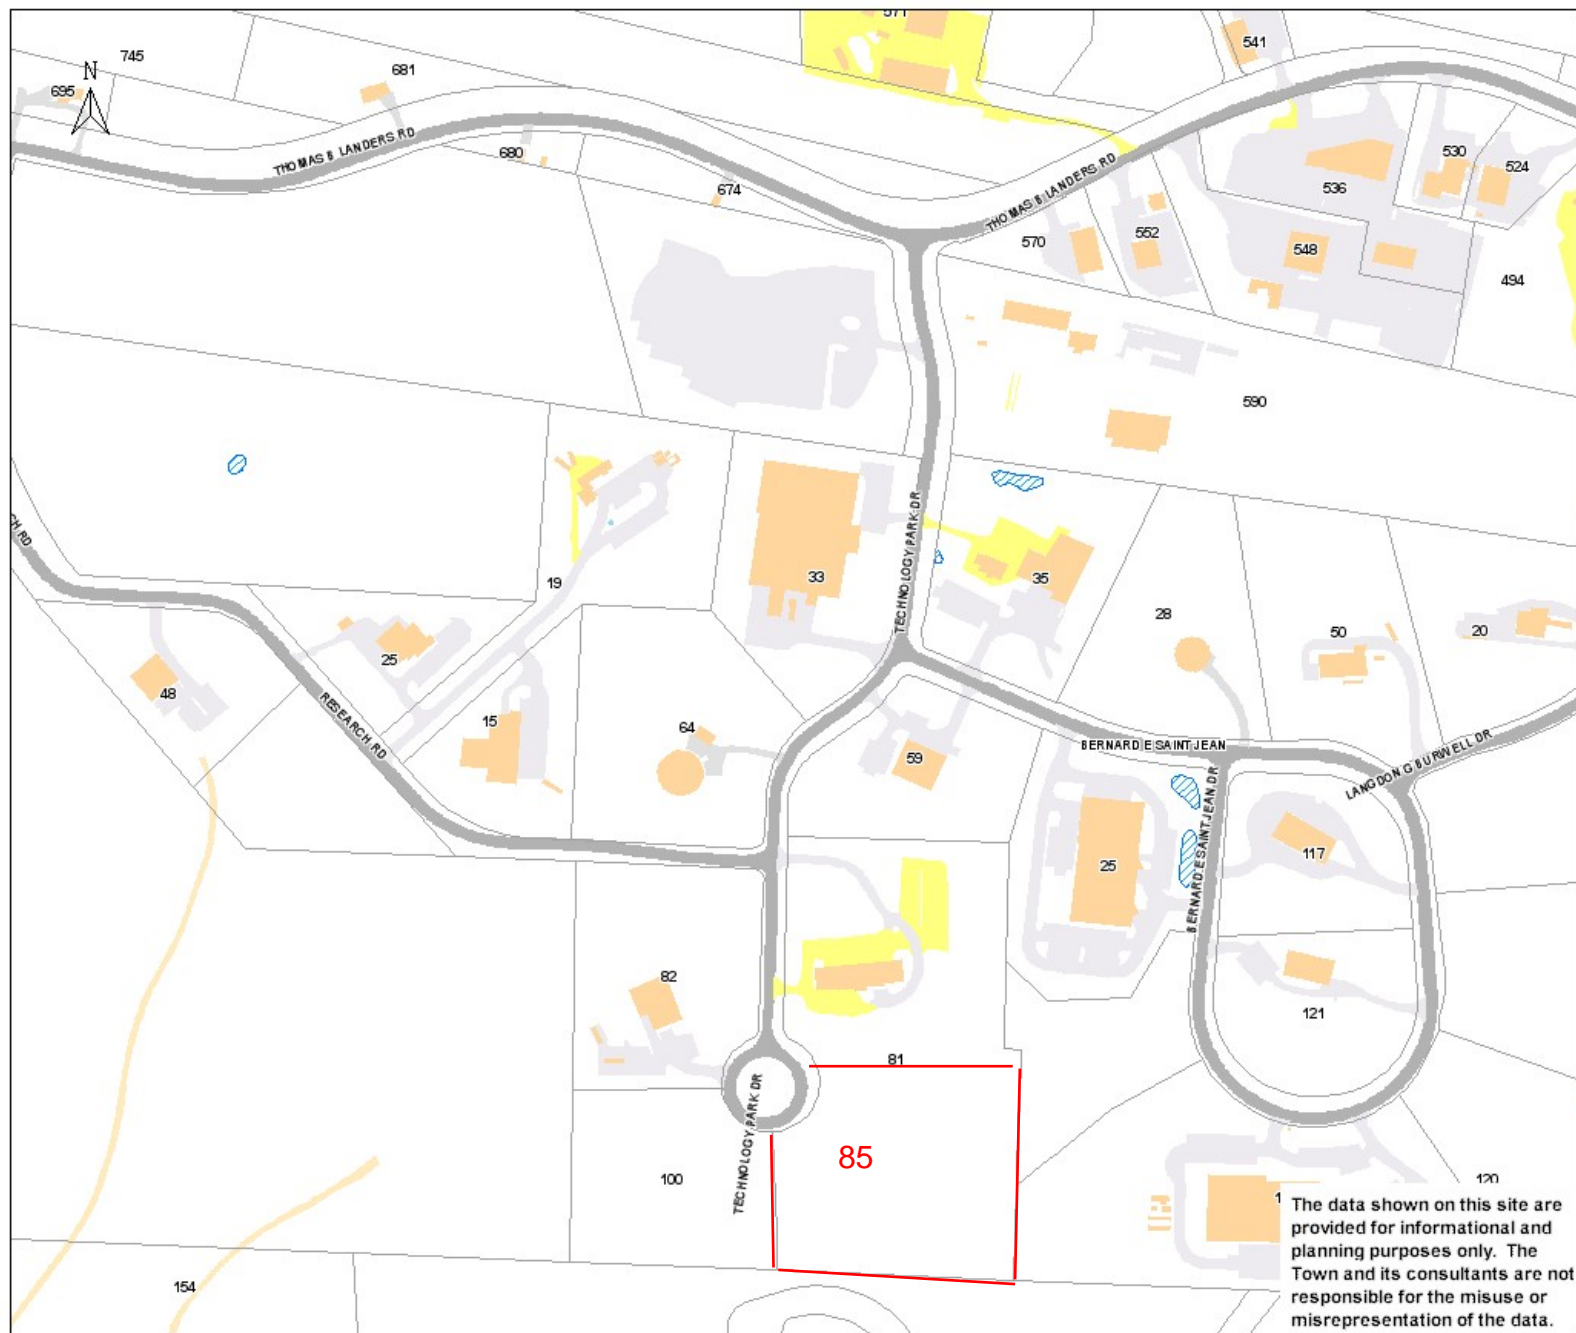 571
541
745
681
N
695
THOMAS B LANDERS RD
680
674
THOMAS B LANDERS RD
530
524
536
570
552
548
494
590
CH RD
TECHNOLOGY PARK DR
19
33
35
28
50
20
25
48
15
RESEARCH RD
64
59
BERNARD E SAINT JEAN
LANGDON G BURWELL DR
BERNARD E SAINT JEAN DR
25
117
82
121
81
TECHNOLOGY PARK DR
85
100
120
154
The data shown on this site are
provided for informational and
planning purposes only. The
Town and its consultants are not
responsible for the misuse or
misrepresentation of the data.